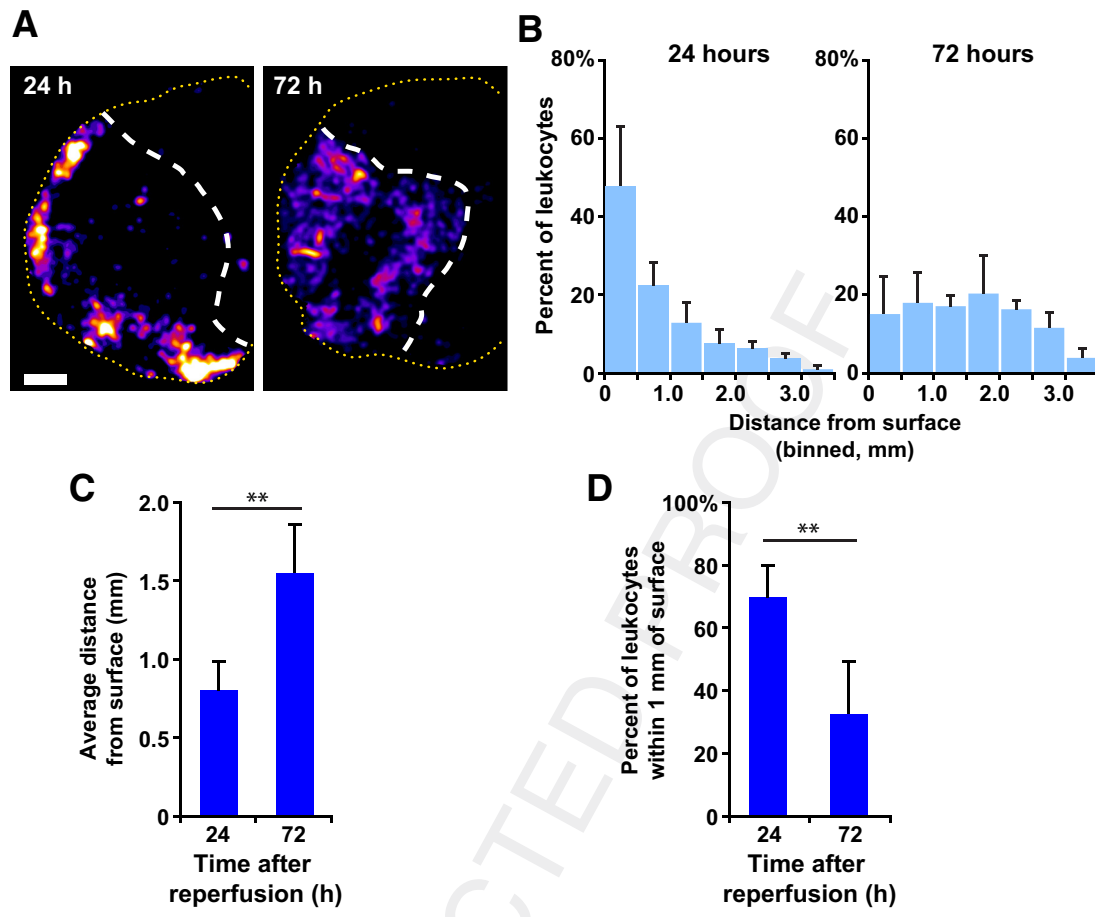 A
24 h
72 h
B
24 hours
72 hours
80%
60
40
20
0
80%
60
40
20
0
Percent of leukocytes
0 1.0 2.0 3.0
0 1.0 2.0 3.0
Distance from surface
(binned, mm)
C
**
2.0
1.5
1.0
0.5
0
Average distance
from surface (mm)
24 72
Time after
reperfusion (h)
D
**
100%
80
60
40
20
0
Percent of leukocytes
within 1 mm of surface
24 72
Time after
reperfusion (h)
CTED PROOF